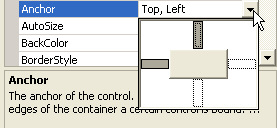 Anchor Top, Left
AutoSize
BackColor
BorderStyle
Anchor
The anchor of the control.
edges of the container a certain control is bound. ...